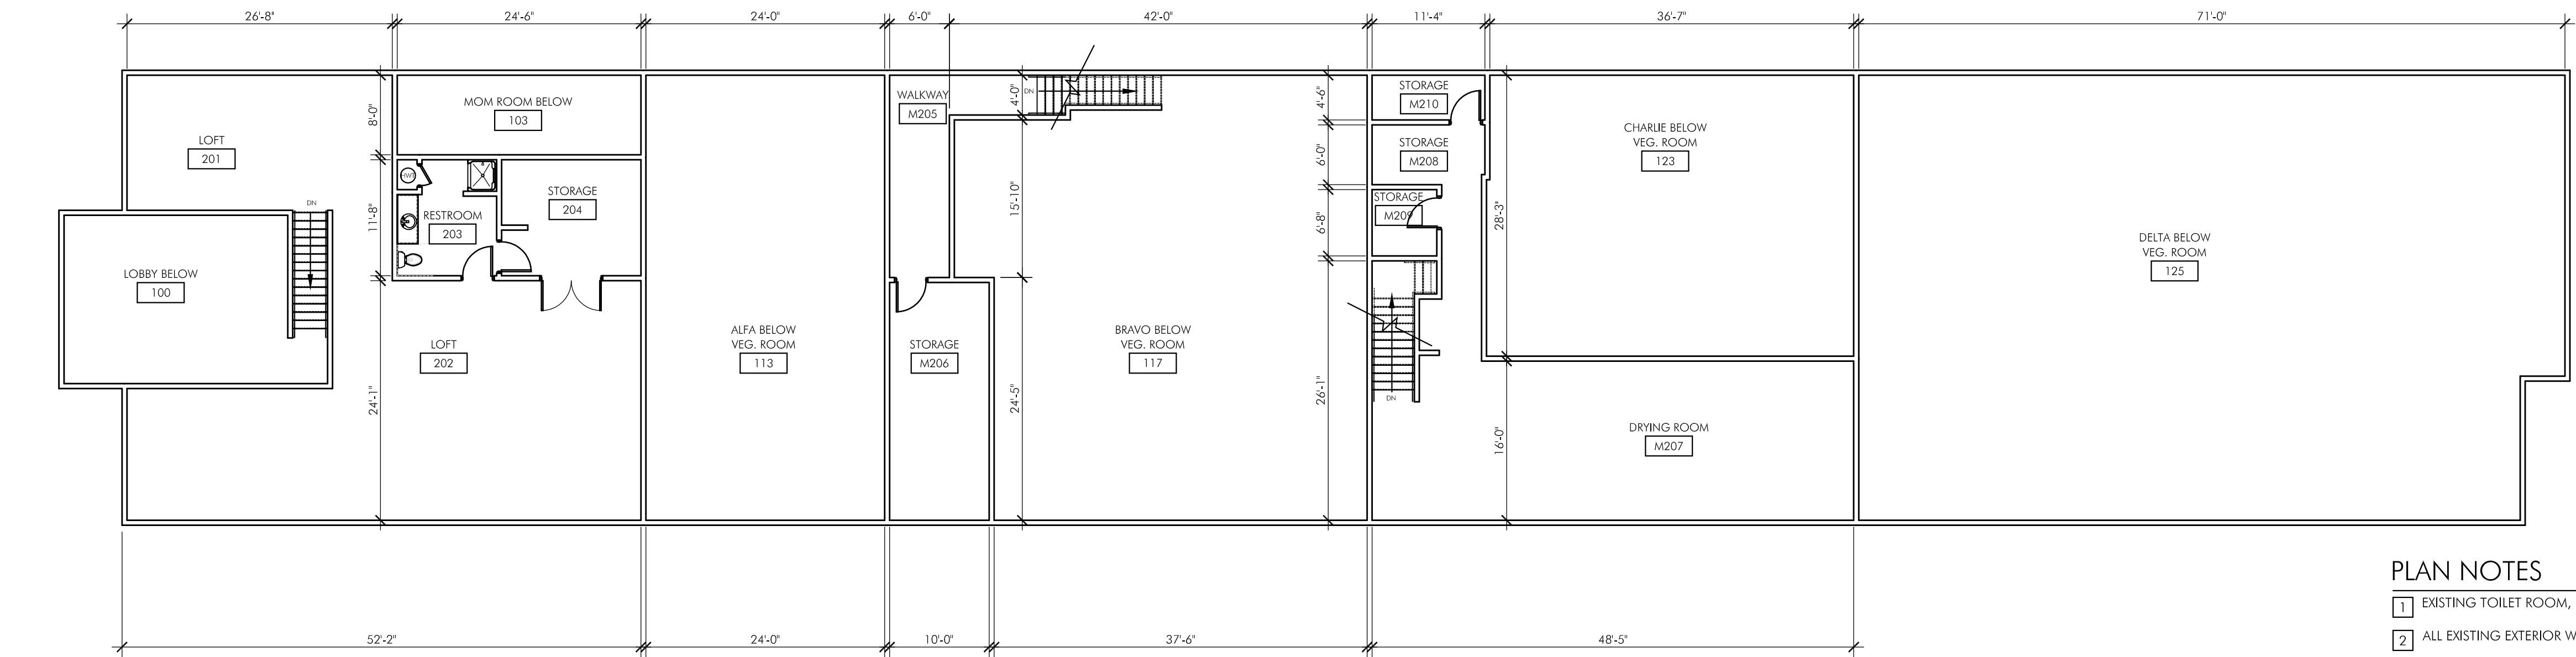 26'-8"
24'-6"
24'-0"
6'-0"
42'-0"
11'-4"
36'-7"
71'-0"
8'-0"
11'-8"
24'-1"
4'-0"
15'-10"
24'-5"
4'-6"
6'-0"
6'-8"
26'-1"
28'-3"
16'-0"
LOFT
201
DN
LOBBY BELOW
100
MOM ROOM BELOW
103
HWT
RESTROOM
203
STORAGE
204
LOFT
202
ALFA BELOW
VEG. ROOM
113
WALKWAY
M205
STORAGE
M206
DN
BRAVO BELOW
VEG. ROOM
117
STORAGE
M210
STORAGE
M208
STORAGE
M209
DN
CHARLIE BELOW
VEG. ROOM
123
DRYING ROOM
M207
DELTA BELOW
VEG. ROOM
125
52'-2"
24'-0"
10'-0"
37'-6"
48'-5"
PLAN NOTES
1 EXISTING TOILET ROOM,
2 ALL EXISTING EXTERIOR W